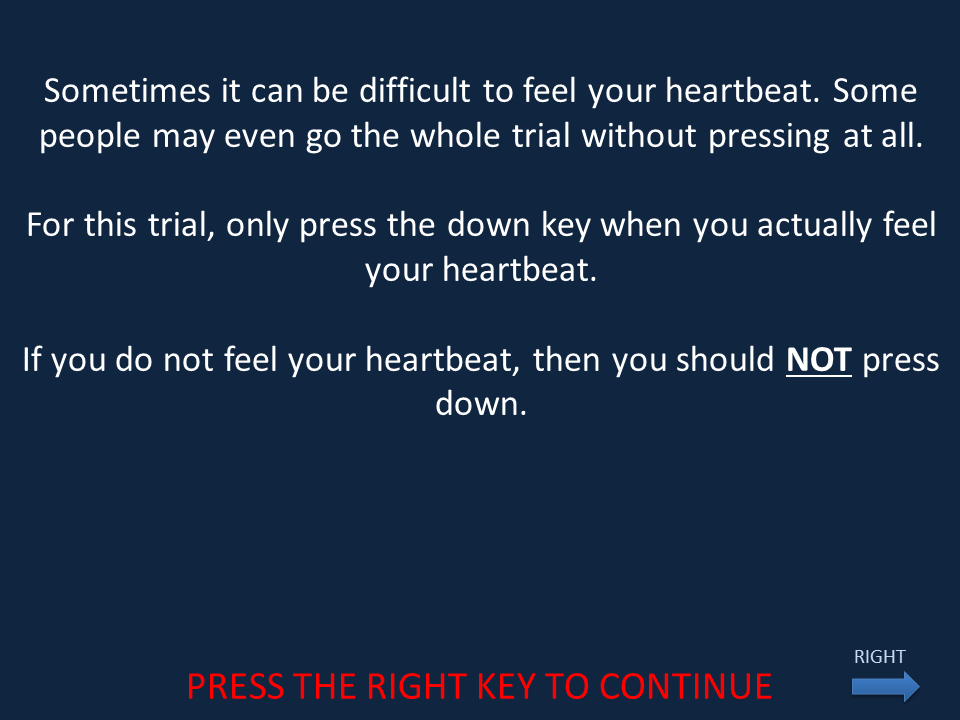 Sometimes it can be difficult to feel your heartbeat. Some
people may even go the whole trial without pressing at all.
For this trial, only press the down key when you actually feel
your heartbeat.
If you do not feel your heartbeat, then you should NOT press
down.
RIGHT
PRESS THE RIGHT KEY TO CONTINUE